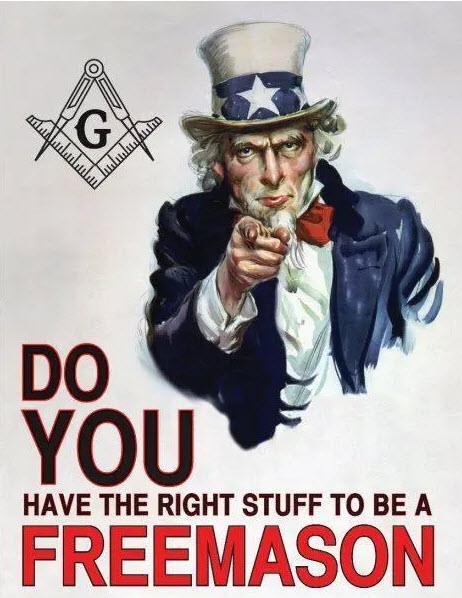 G
DO
YOU
HAVE THE RIGHT STUFF TO BE A
FREEMASON